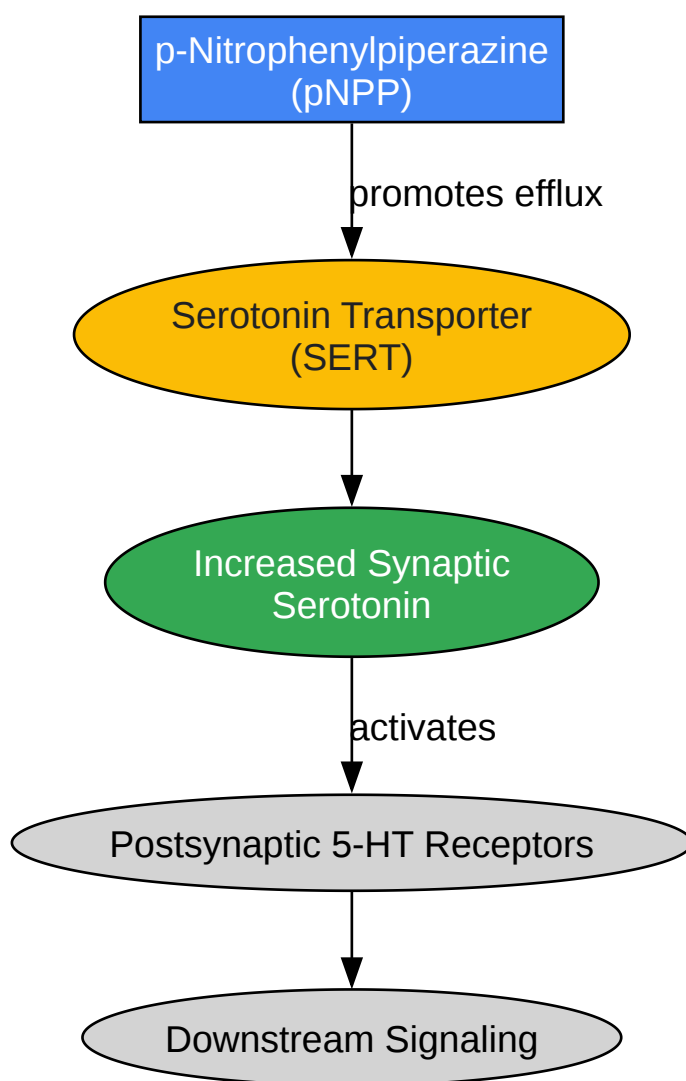 p-Nitrophenylpiperazine
(pNPP)
promotes efflux
Serotonin Transporter
(SERT)
Increased Synaptic
Serotonin
activates
Postsynaptic 5-HT Receptors
Downstream Signaling